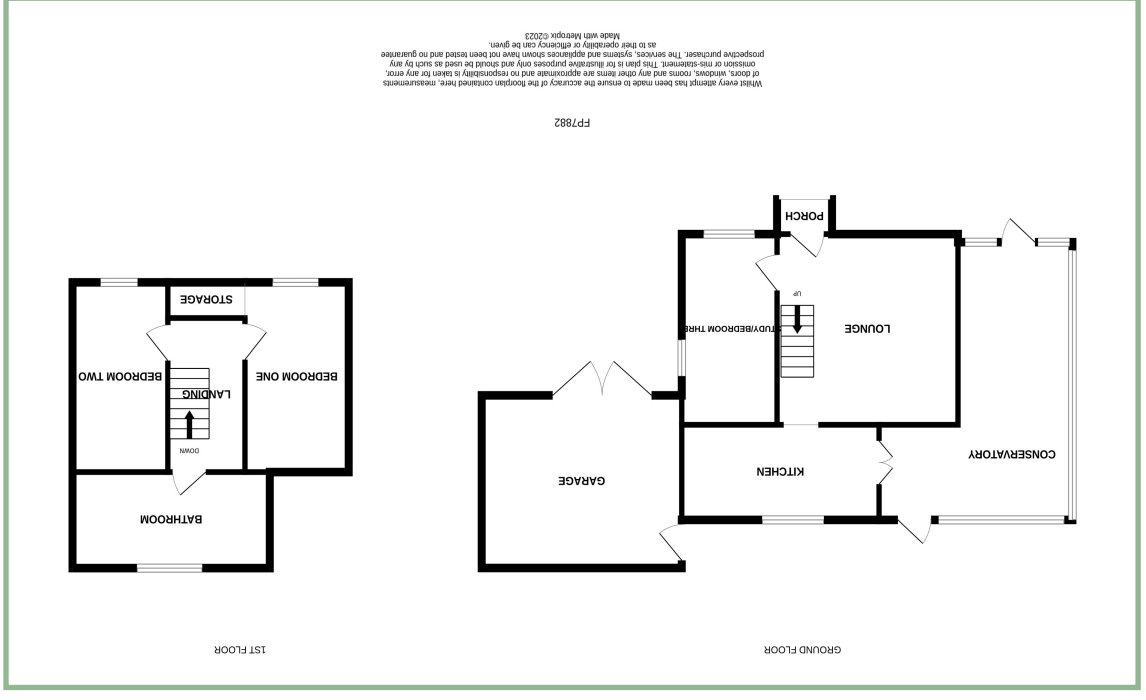 GROUND FLOOR
CONSERVATORY
KITCHEN
GARAGE
LOUNGE
STUDY/BEDROOM THREE
UP
PORCH
1ST FLOOR
BATHROOM
DOWN
LANDING
BEDROOM ONE
BEDROOM TWO
STORAGE
FP7882
Whilst every attempt has been made to ensure the accuracy of the floorplan contained here, measurements
of doors, windows, rooms and any other items are approximate and no responsibility is taken for any error,
omission or mis-statement. This plan is for illustrative purposes only and should be used as such by any
prospective purchaser. The services, systems and appliances shown have not been tested and no guarantee
as to their operability or efficiency can be given.
Made with Metropix ©2023